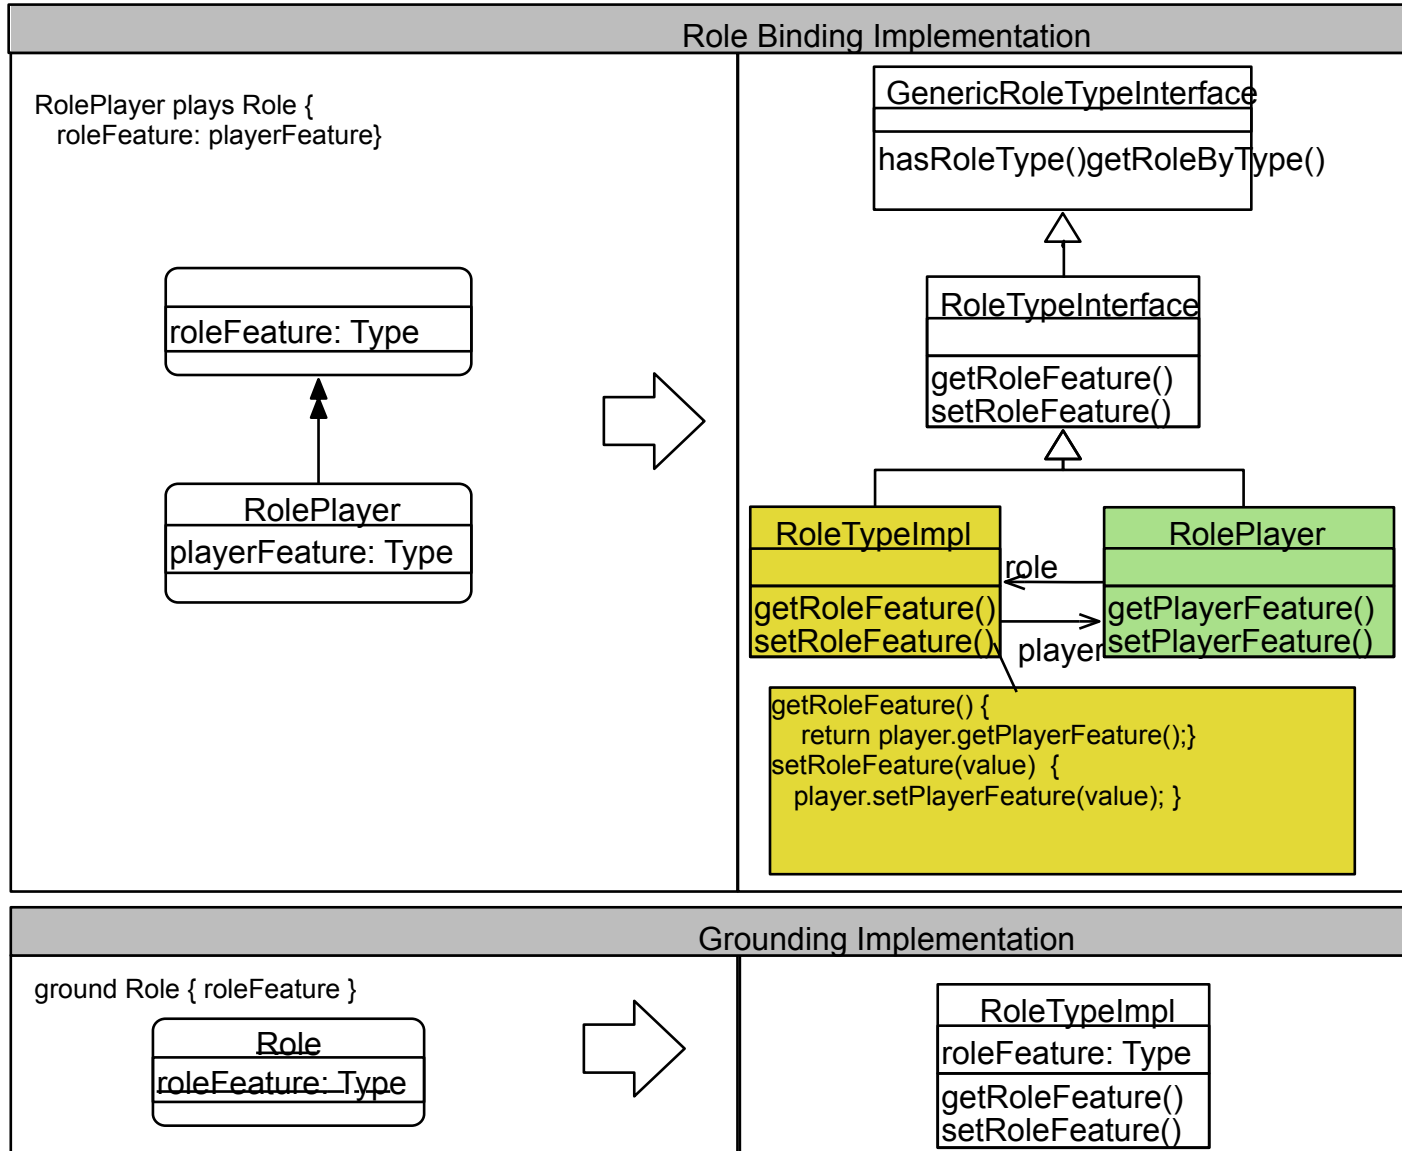 Role Binding Implementation
RolePlayer plays Role {
roleFeature: playerFeature}
roleFeature: Type
RolePlayer
playerFeature: Type
GenericRoleTypeInterface
hasRoleType()getRoleByType()
RoleTypeInterface
getRoleFeature()
setRoleFeature()
RoleTypeImpl
getRoleFeature()
setRoleFeature()
role
player
RolePlayer
getPlayerFeature()
setPlayerFeature()
getRoleFeature() {
return player.getPlayerFeature();}
setRoleFeature(value) {
player.setPlayerFeature(value); }
Grounding Implementation
ground Role { roleFeature }
Role
roleFeature: Type
RoleTypeImpl
roleFeature: Type
getRoleFeature()
setRoleFeature()